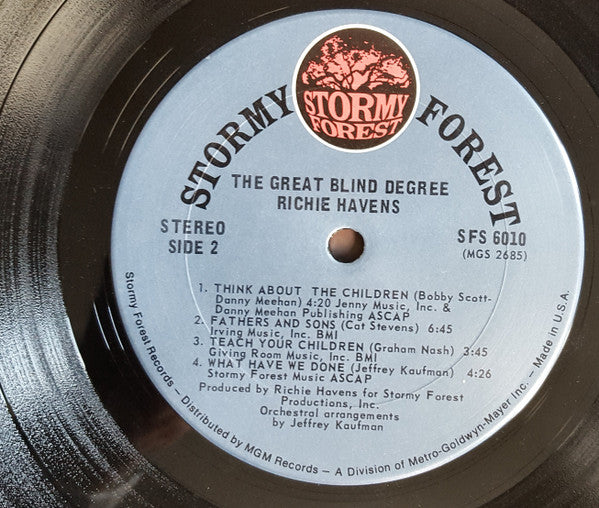 STORMY
FOREST
STORMY FOREST
THE GREAT BLIND DEGREE
RICHIE HAVENS
STEREO
SIDE 2
SFS 6010
(MGS 2685)
1. THINK ABOUT THE CHILDREN (Bobby Scott-
Danny Meehan) 4:20 Jenny Music, Inc. &
Danny Meehan Publishing ASCAP
2. FATHERS AND SONS (Cat Stevens) 6:45
Irving Music, Inc. BMI
3. TEACH YOUR CHILDREN (Graham Nash) 3:45
Giving Room Music, Inc. BMI
4. WHAT HAVE WE DONE (Jeffrey Kaufman) 4:26
Stormy Forest Music ASCAP
Produced by Richie Havens for Stormy Forest
Productions, Inc.
Orchestral arrangements
by Jeffrey Kaufman
Stormy Forest Records – Distributed by MGM Records – A Division of Metro-Goldwyn-Mayer Inc. – Made in U.S.A.